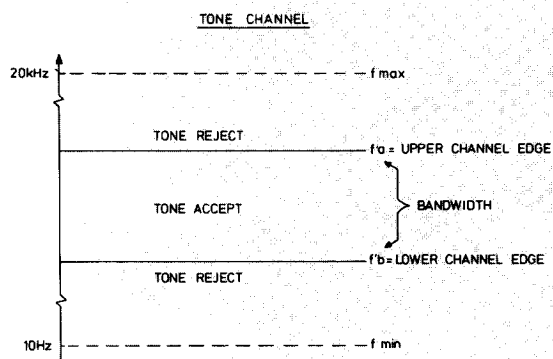 TONE CHANNEL
20kHz
f max
TONE REJECT
f'a = UPPER CHANNEL EDGE
TONE ACCEPT
BANDWIDTH
f'b = LOWER CHANNEL EDGE
TONE REJECT
10Hz
f min